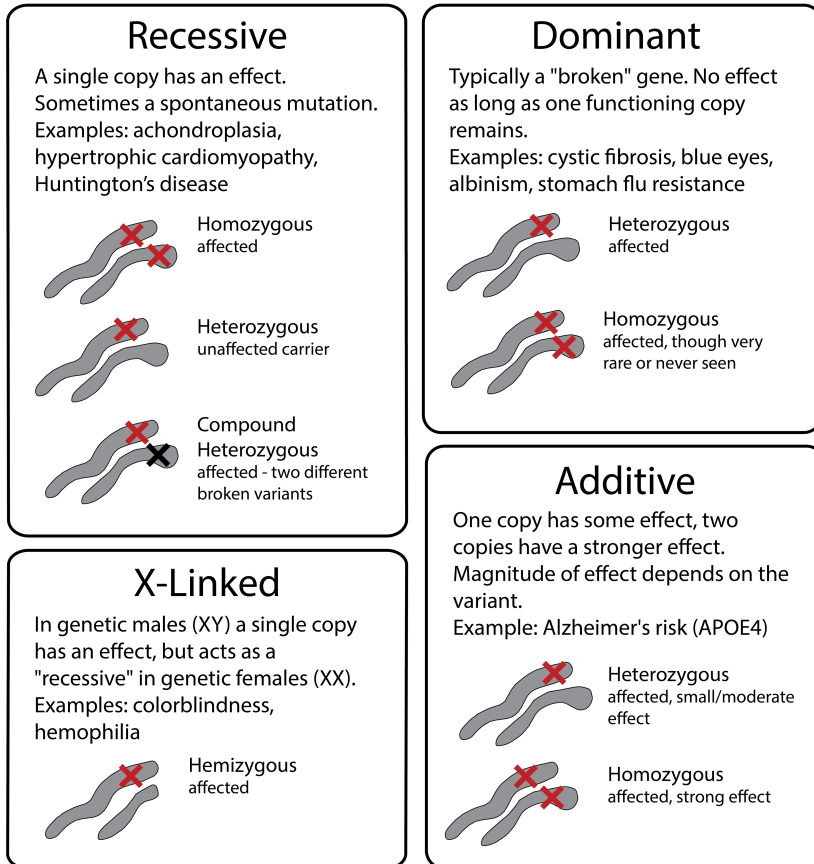 Recessive
A single copy has an effect.
Sometimes a spontaneous mutation.
Examples: achondroplasia,
hypertrophic cardiomyopathy,
Huntington’s disease
Homozygous
affected
Heterozygous
unaffected carrier
Compound
Heterozygous
affected - two different
broken variants
Dominant
Typically a "broken" gene. No effect
as long as one functioning copy
remains.
Examples: cystic fibrosis, blue eyes,
albinism, stomach flu resistance
Heterozygous
affected
Homozygous
affected, though very
rare or never seen
X-Linked
In genetic males (XY) a single copy
has an effect, but acts as a
"recessive" in genetic females (XX).
Examples: colorblindness,
hemophilia
Hemizygous
affected
Additive
One copy has some effect, two
copies have a stronger effect.
Magnitude of effect depends on the
variant.
Example: Alzheimer's risk (APOE4)
Heterozygous
affected, small/moderate
effect
Homozygous
affected, strong effect